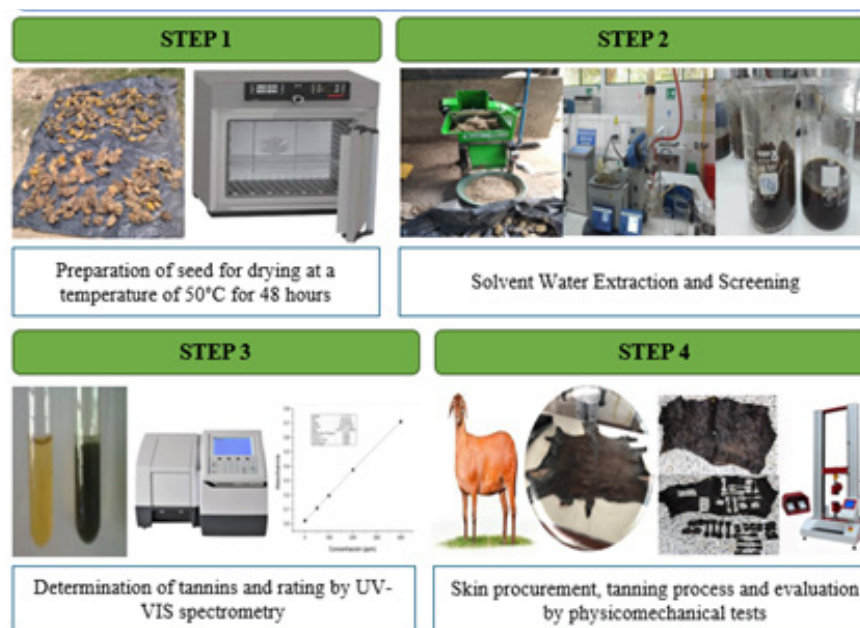 STEP 1
STEP 2
Preparation of seed for drying at a
temperature of 50°C for 48 hours
Solvent Water Extraction and Screening
STEP 3
STEP 4
Concentración (ppm)
Determination of tannins and rating by UV-
VIS spectrometry
Skin procurement, tanning process and evaluation
by physicomechanical tests